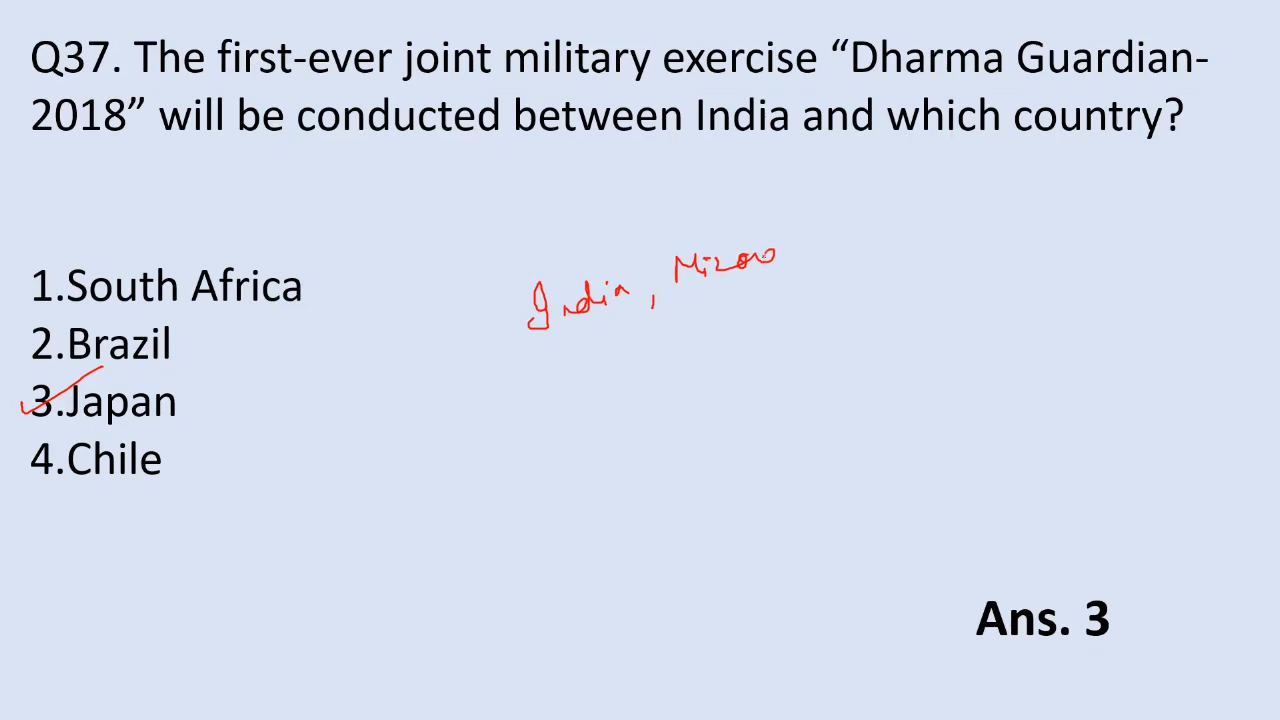 Q37. The first-ever joint military exercise “Dharma Guardian-
2018” will be conducted between India and which country?
1.South Africa
India, Mizoo
2.Brazil
3.Japan
4.Chile
Ans. 3